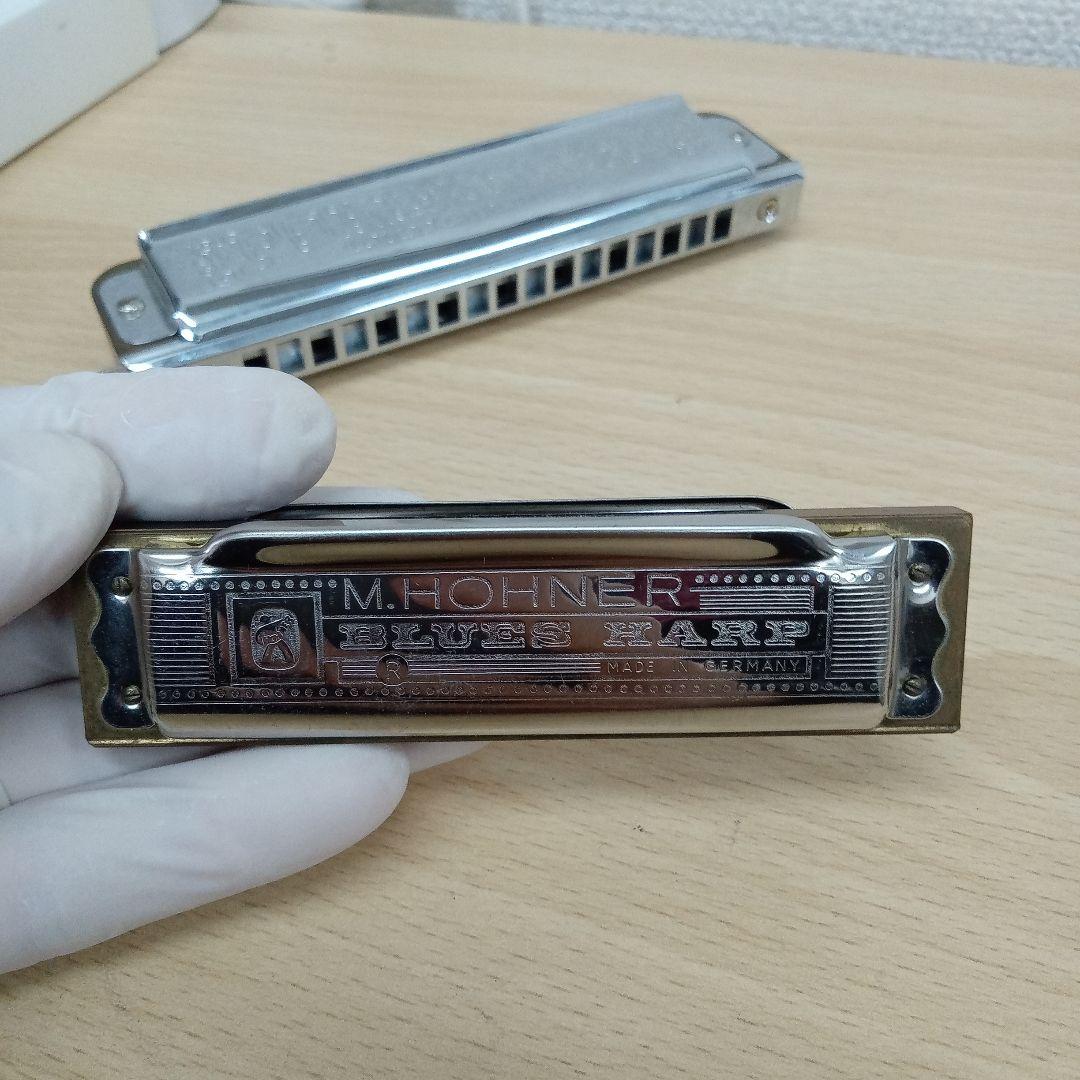 M. HOHNER
BLUES HARP
® MADE IN GERMANY
A